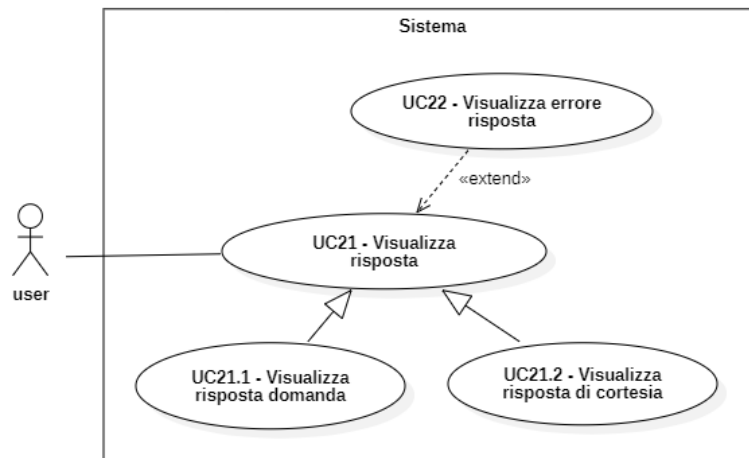 Sistema
UC22 - Visualizza errore
risposta
«extend»
UC21 - Visualizza
risposta
user
UC21.1 - Visualizza
risposta domanda
UC21.2 - Visualizza
risposta di cortesia